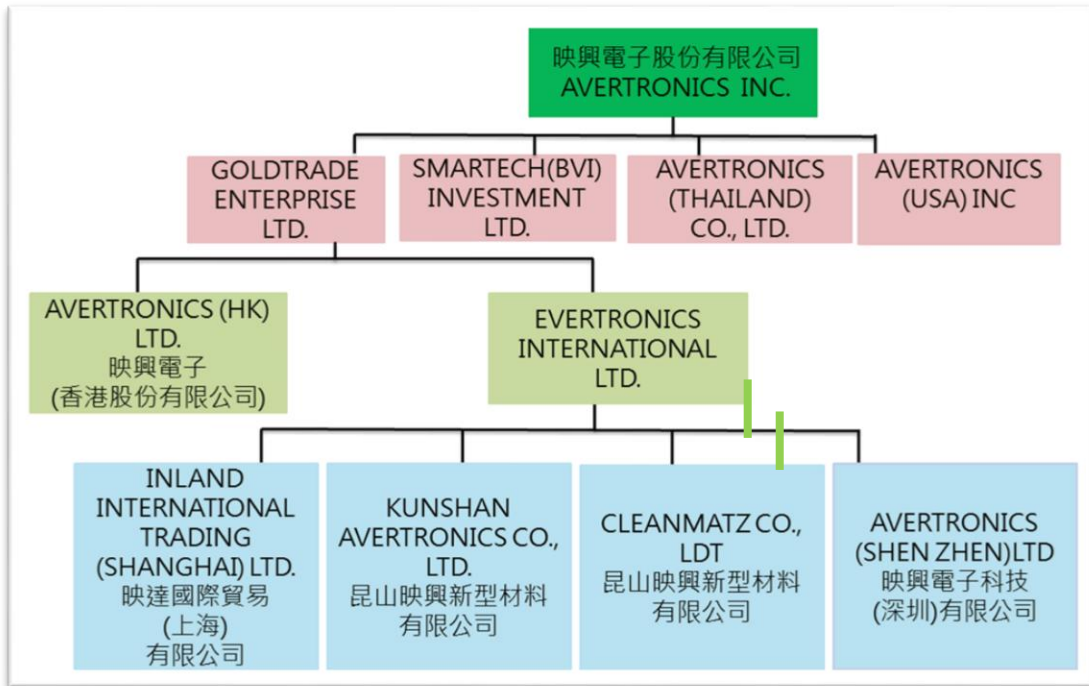 映興電子股份有限公司
AVERTRONICS INC.
GOLDTRADE
ENTERPRISE
LTD.
SMARTECH(BVI)
INVESTMENT
LTD.
AVERTRONICS
(THAILAND)
CO., LTD.
AVERTRONICS
(USA) INC
AVERTRONICS (HK)
LTD.
映興電子
(香港股份有限公司)
EVERTRONICS
INTERNATIONAL
LTD.
INLAND
INTERNATIONAL
TRADING
(SHANGHAI) LTD.
映達國際貿易
(上海)
有限公司
KUNSHAN
AVERTRONICS CO.,
LTD.
昆山映興新型材料
有限公司
CLEANMATZ CO.,
LDT
昆山映興新型材料
有限公司
AVERTRONICS
(SHEN ZHEN)LTD
映興電子科技
(深圳)有限公司